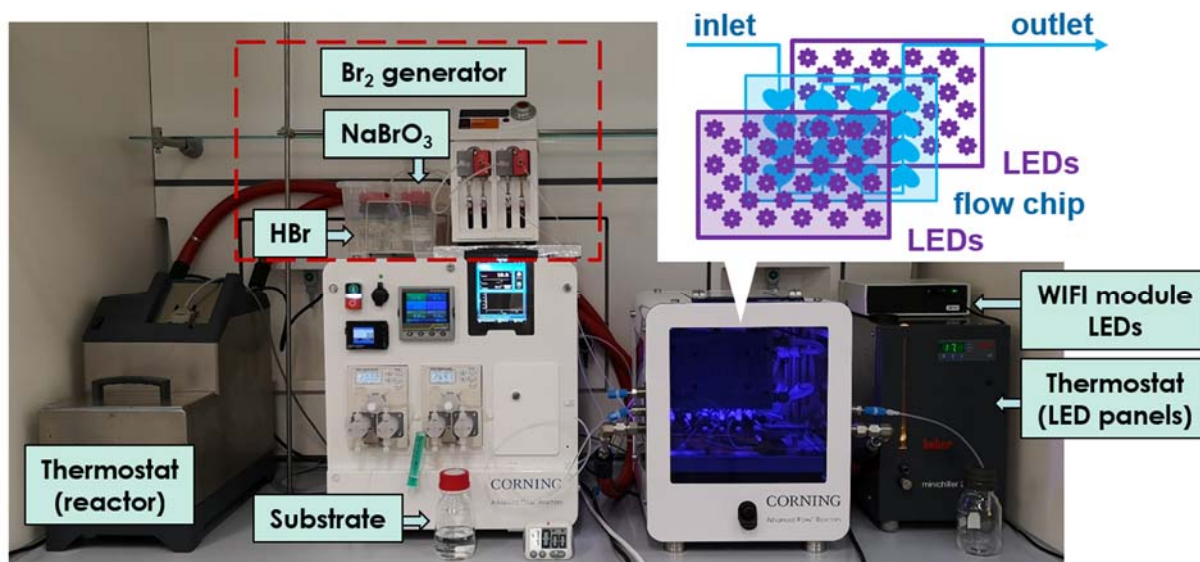 inlet
outlet
Br₂ generator
NaBrO₃
LEDs
flow chip
LEDs
HBr
WIFI module
LEDs
Thermostat
(LED panels)
Thermostat
(reactor)
Substrate
CORNING
Advanced-Flow Reactors
CORNING
Advanced-Flow Reactors
huber
minichiller